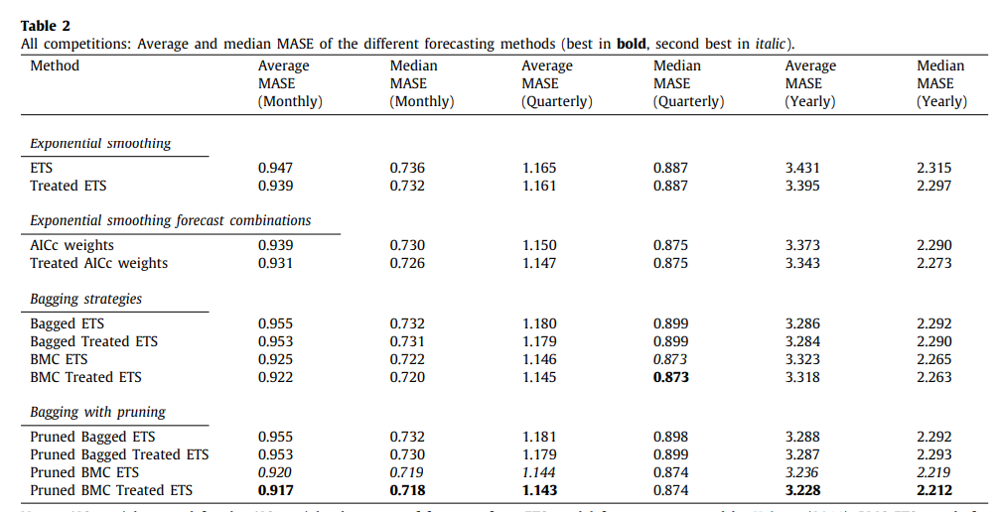 Table 2
All competitions: Average and median MASE of the different forecasting methods (best in bold, second best in italic).
Method Average MASE (Monthly) Median MASE (Monthly) Average MASE (Quarterly) Median MASE (Quarterly) Average MASE (Yearly) Median MASE (Yearly)
Exponential smoothing
ETS 0.947 0.736 1.165 0.887 3.431 2.315
Treated ETS 0.939 0.732 1.161 0.887 3.395 2.297
Exponential smoothing forecast combinations
AICc weights 0.939 0.730 1.150 0.875 3.373 2.290
Treated AICc weights 0.931 0.726 1.147 0.875 3.343 2.273
Bagging strategies
Bagged ETS 0.955 0.732 1.180 0.899 3.286 2.292
Bagged Treated ETS 0.953 0.731 1.179 0.899 3.284 2.290
BMC ETS 0.925 0.722 1.146 0.873 3.323 2.265
BMC Treated ETS 0.922 0.720 1.145 0.873 3.318 2.263
Bagging with pruning
Pruned Bagged ETS 0.955 0.732 1.181 0.898 3.288 2.292
Pruned Bagged Treated ETS 0.953 0.730 1.179 0.899 3.287 2.293
Pruned BMC ETS 0.920 0.719 1.144 0.874 3.236 2.219
Pruned BMC Treated ETS 0.917 0.718 1.143 0.874 3.228 2.212